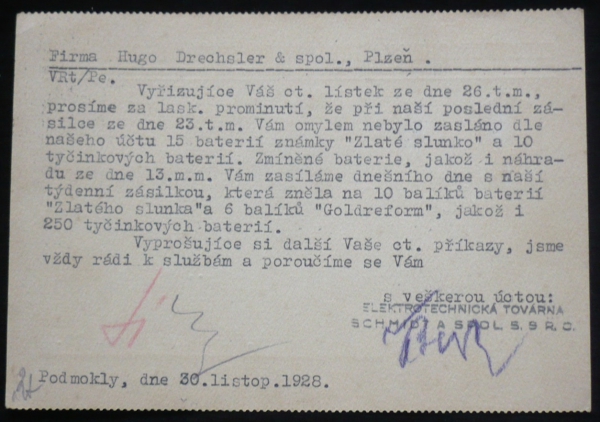 Firma Hugo Drechsler & spol., Plzeň .
VRt/Pe.
Vyřizujíce Váš ct. lístek ze dne 26.t.m.,
prosíme za lask. prominutí, že při naší poslední zá-
silce ze dne 23.t.m. Vám omylem nebylo zasláno dle
našeho účtu 15 baterií známky "Zlaté slunko" a 10
tyčinkových baterií. Zmíněné baterie, jakož i náhra-
du ze dne 13.m.m. Vám zasíláme dnešního dne s naší
týdenní zásilkou, která zněla na 10 balíků baterií
"Zlatého slunka"a 6 balíků "Goldreform", jakož i
250 tyčinkových baterií.
Vyprošujíce si další Vaše ct. příkazy, jsme
vždy rádi k službám a poroučíme se Vám
s veškerou úctou:
ELEKTROTECHNICKÁ TOVÁRNA
SCHMIDT A SPOL. S. S R. O.
Podmokly, dne 30.listop.1928.